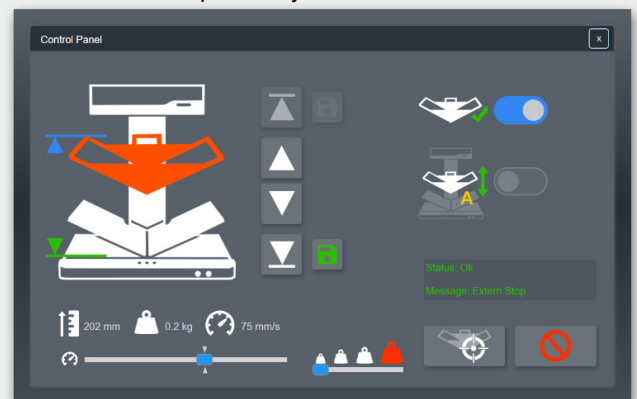 Control Panel
x
A
Status: Ok
Message: Extern Stop
202 mm
0.2 kg
75 mm/s